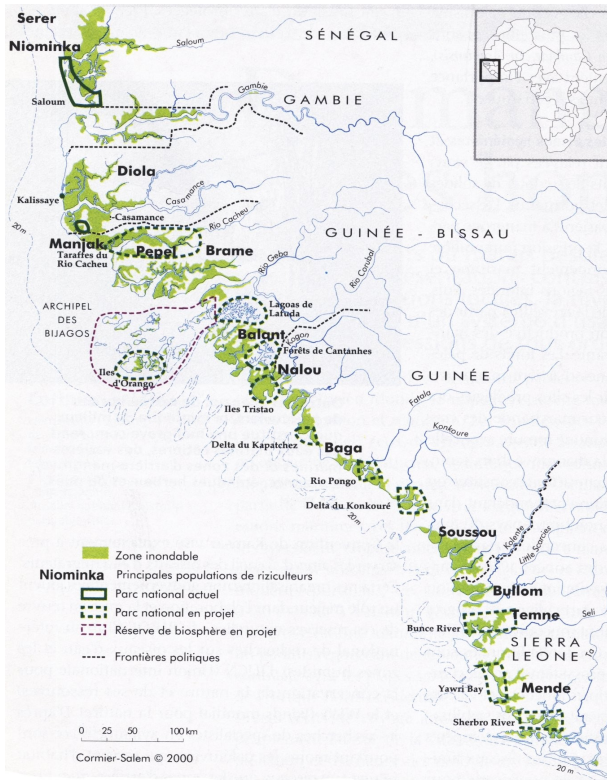 Serer
Niominka
Saloum
SÉNÉGAL
Saloum
Gambie
GAMBIE
Diola
Kalissaye
Casamance
Casamance
20 m
Rio Cacheu
Manjak
Taraffes du
Rio Cacheu
Pepel
Brame
GUINÉE - BISSAU
Rio Geba
Rio Corubal
ARCHIPEL
DES
BIJAGOS
Lagoas de
Lafuda
Balant
Kogon
Forêts de Cantanhes
Nalou
Iles
d'Orango
GUINÉE
Iles Tristao
Fatala
Konkoure
Delta du Kapatchez
Baga
Rio Pongo
Delta du Konkouré
20 m
Soussou
Kolente
Little Scarcies
Bullom
Temne
Seli
Bunce River
SIERRA
LEONE
Ta
Yawri Bay
Mende
Sherbro River
20 m
Zone inondable
Niominka Principales populations de riziculteurs
Parc national actuel
Parc national en projet
Réserve de biosphère en projet
Frontières politiques
0 25 50 100 km
Cormier-Salem © 2000